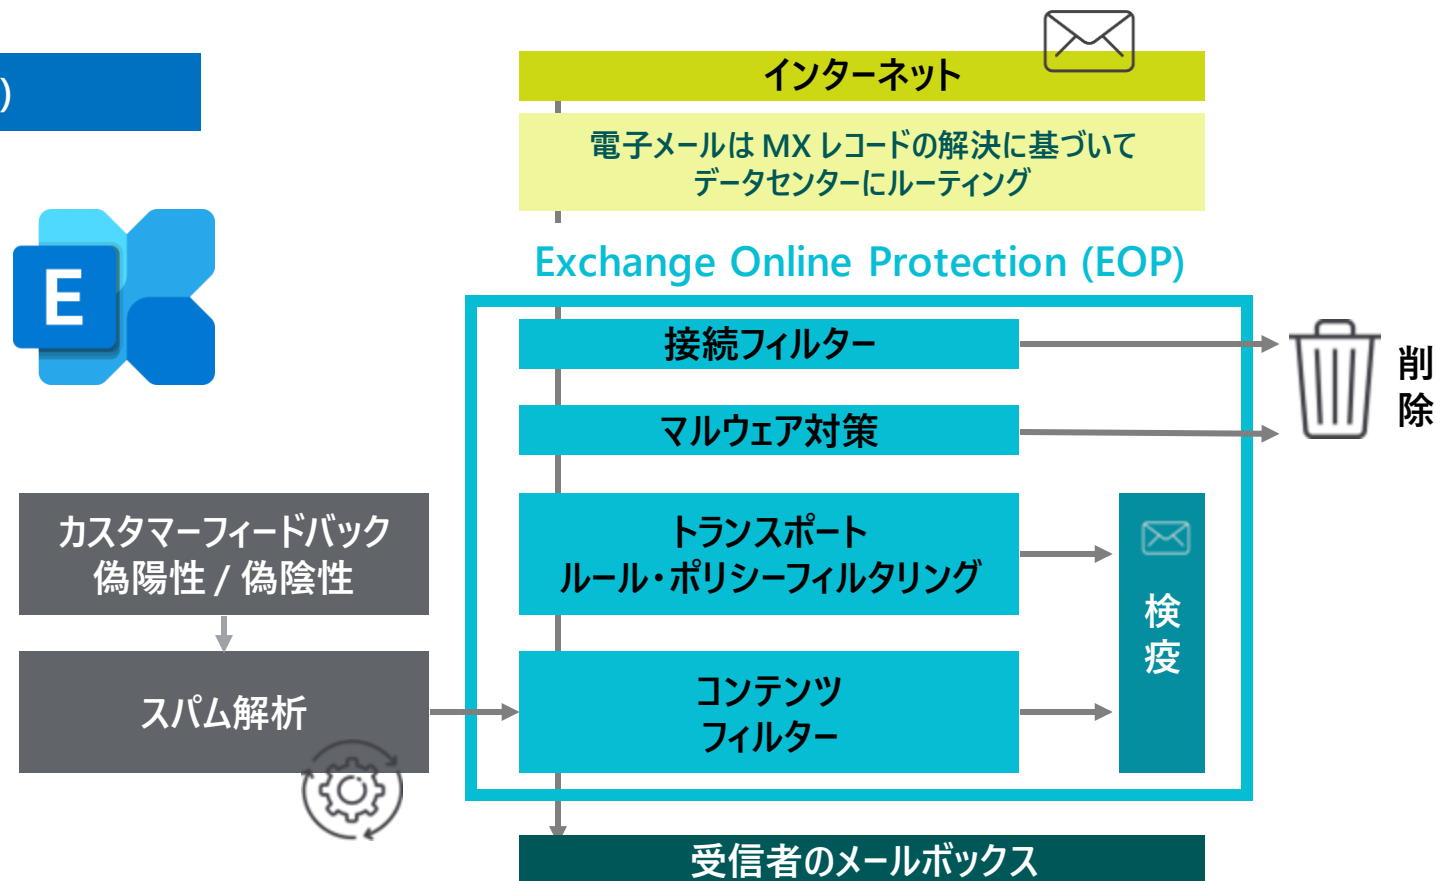 )
インターネット
電子メールは MX レコードの解決に基づいて
データセンターにルーティング
E
Exchange Online Protection (EOP)
接続フィルター
削
除
マルウェア対策
カスタマーフィードバック
偽陽性 / 偽陰性
トランスポート
ルール・ポリシーフィルタリング
検
疫
スパム解析
コンテンツ
フィルター
受信者のメールボックス